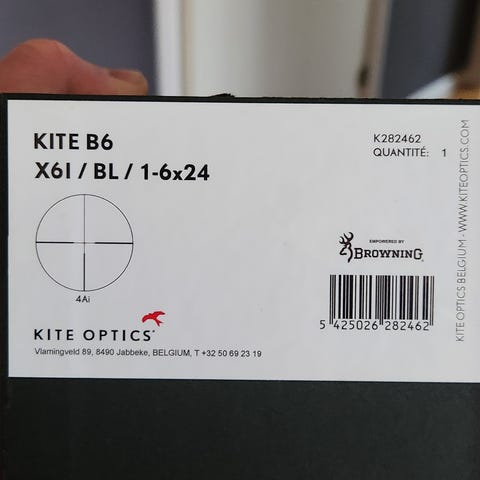 KITE B6
X6I / BL / 1-6x24
K282462
QUANTITÉ: 1
4Ai
EMPOWERED BY
BROWNING
5 425026 282462
KITE OPTICS
Vlamingveld 89, 8490 Jabbeke, BELGIUM, T +32 50 69 23 19
KITE OPTICS BELGIUM - WWW.KITEOPTICS.COM